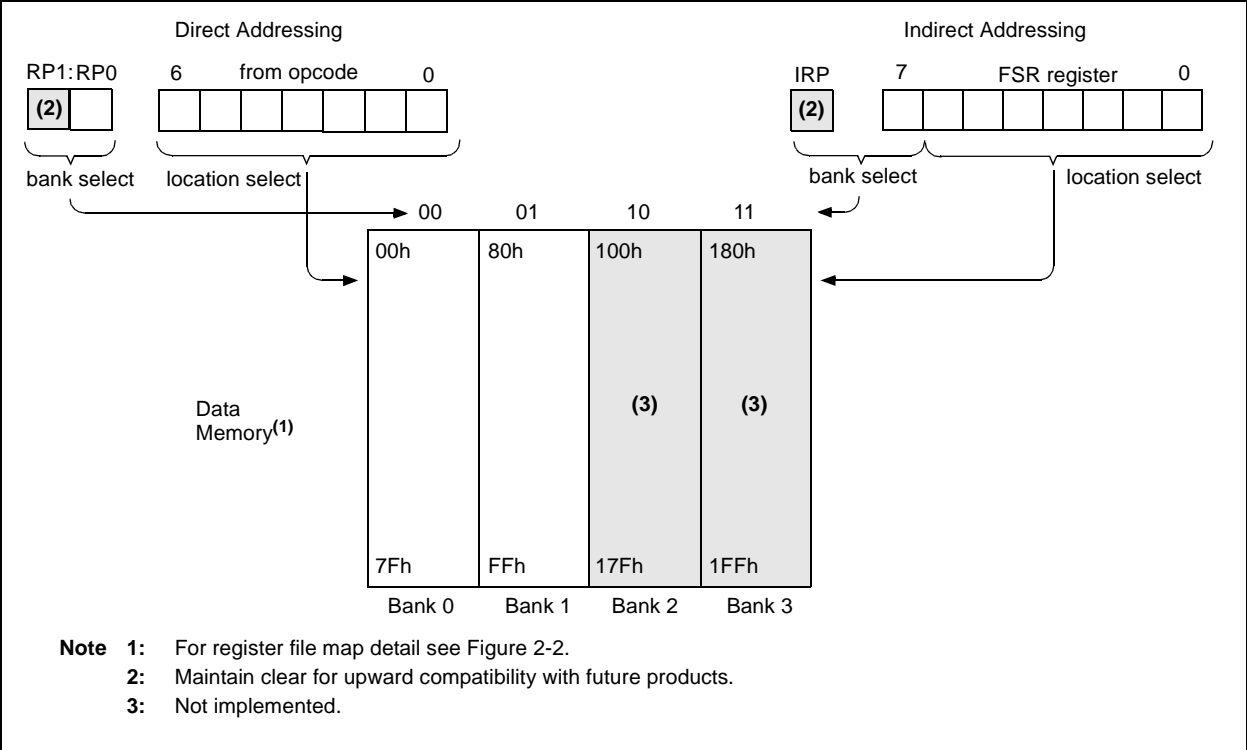 Direct Addressing
Indirect Addressing
RP1:RP0
6 from opcode 0
IRP
7 FSR register 0
(2)
(2)
bank select
location select
bank select
location select
00 01 10 11
00h 80h 100h 180h
Data
Memory(1)
(3) (3)
7Fh FFh 17Fh 1FFh
Bank 0 Bank 1 Bank 2 Bank 3
Note 1: For register file map detail see Figure 2-2.
2: Maintain clear for upward compatibility with future products.
3: Not implemented.